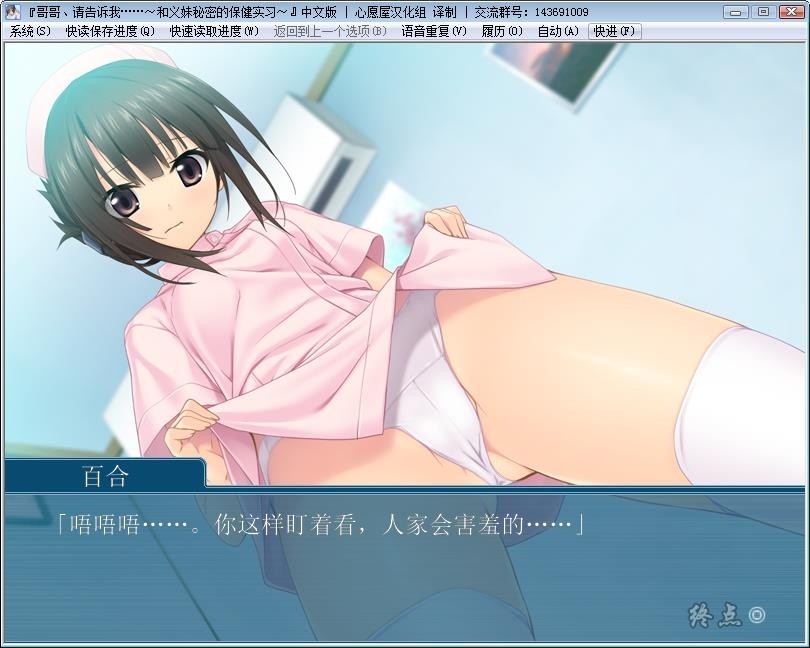 『哥哥、请告诉我……～和义妹秘密的保健实习～』中文版 | 心愿屋汉化组 译制 | 交流群号: 143691009
系统(S) 快读保存进度(Q) 快速读取进度(W) 返回到上一个选项(B) 语音重复(V) 履历(O) 自动(A) 快进(F)
百合
「唔唔唔……。你这样盯着看，人家会害羞的……」
终点